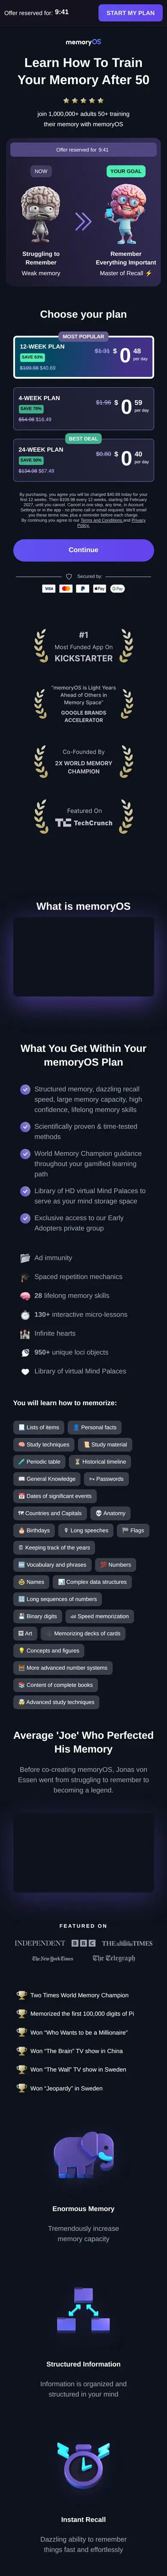 Offer reserved for: 9:41
START MY PLAN
memoryOS
Learn How To Train
Your Memory After 50
join 1,000,000+ adults 50+ training
their memory with memoryOS
Offer reserved for 9:41
NOW
YOUR GOAL
Struggling to
Remember
Weak memory
Remember
Everything Important
Master of Recall ⚡
Choose your plan
MOST POPULAR
12-WEEK PLAN
SAVE 63%
$1.31 $ 0 48
per day
4-WEEK PLAN
$1.96 $ 0 59
per day
BEST DEAL
24-WEEK PLAN
SAVE 50%
$0.80 $ 0 40
per day
Continue
Secured by:
VISA
PayPal
Pay
Pay
#1
Most Funded App On
KICKSTARTER
"memoryOS is Light Years
Ahead of Others in
Memory Space"
GOOGLE BRANDS
ACCELERATOR
Co-Founded By
2X WORLD MEMORY
CHAMPION
Featured On
TechCrunch
What is memoryOS
What You Get Within Your
memoryOS Plan
Structured memory, dazzling recall
speed, large memory capacity, high
confidence, lifelong memory skills
Scientifically proven & time-tested
methods
World Memory Champion guidance
throughout your gamified learning
path
Library of HD virtual Mind Palaces to
serve as your mind storage space
Exclusive access to our Early
Adopters private group
Ad immunity
Spaced repetition mechanics
28 lifelong memory skills
130+ interactive micro-lessons
Infinite hearts
950+ unique loci objects
Library of virtual Mind Palaces
You will learn how to memorize:
Lists of items
Personal facts
Study techniques
Study material
Periodic table
Historical timeline
General Knowledge
Passwords
Dates of significant events
Countries and Capitals
Anatomy
Birthdays
Long speeches
Flags
Keeping track of the years
Vocabulary and phrases
Numbers
Names
Complex data structures
Long sequences of numbers
Binary digits
Speed memorization
Art
Memorizing decks of cards
Concepts and figures
More advanced number systems
Content of complete books
Advanced study techniques
Average 'Joe' Who Perfected
His Memory
Before co-creating memoryOS, Jonas von
Essen went from struggling to remember to
becoming a legend.
FEATURED ON
INDEPENDENT
BBC
THE TIMES
The New York Times
The Telegraph
Two Times World Memory Champion
Memorized the first 100,000 digits of Pi
Won "Who Wants to be a Millionaire"
Won "The Brain" TV show in China
Won "The Wall" TV show in Sweden
Won "Jeopardy" in Sweden
Enormous Memory
Tremendously increase
memory capacity
Structured Information
Information is organized and
structured in your mind
Instant Recall
Dazzling ability to remember
things fast and effortlessly